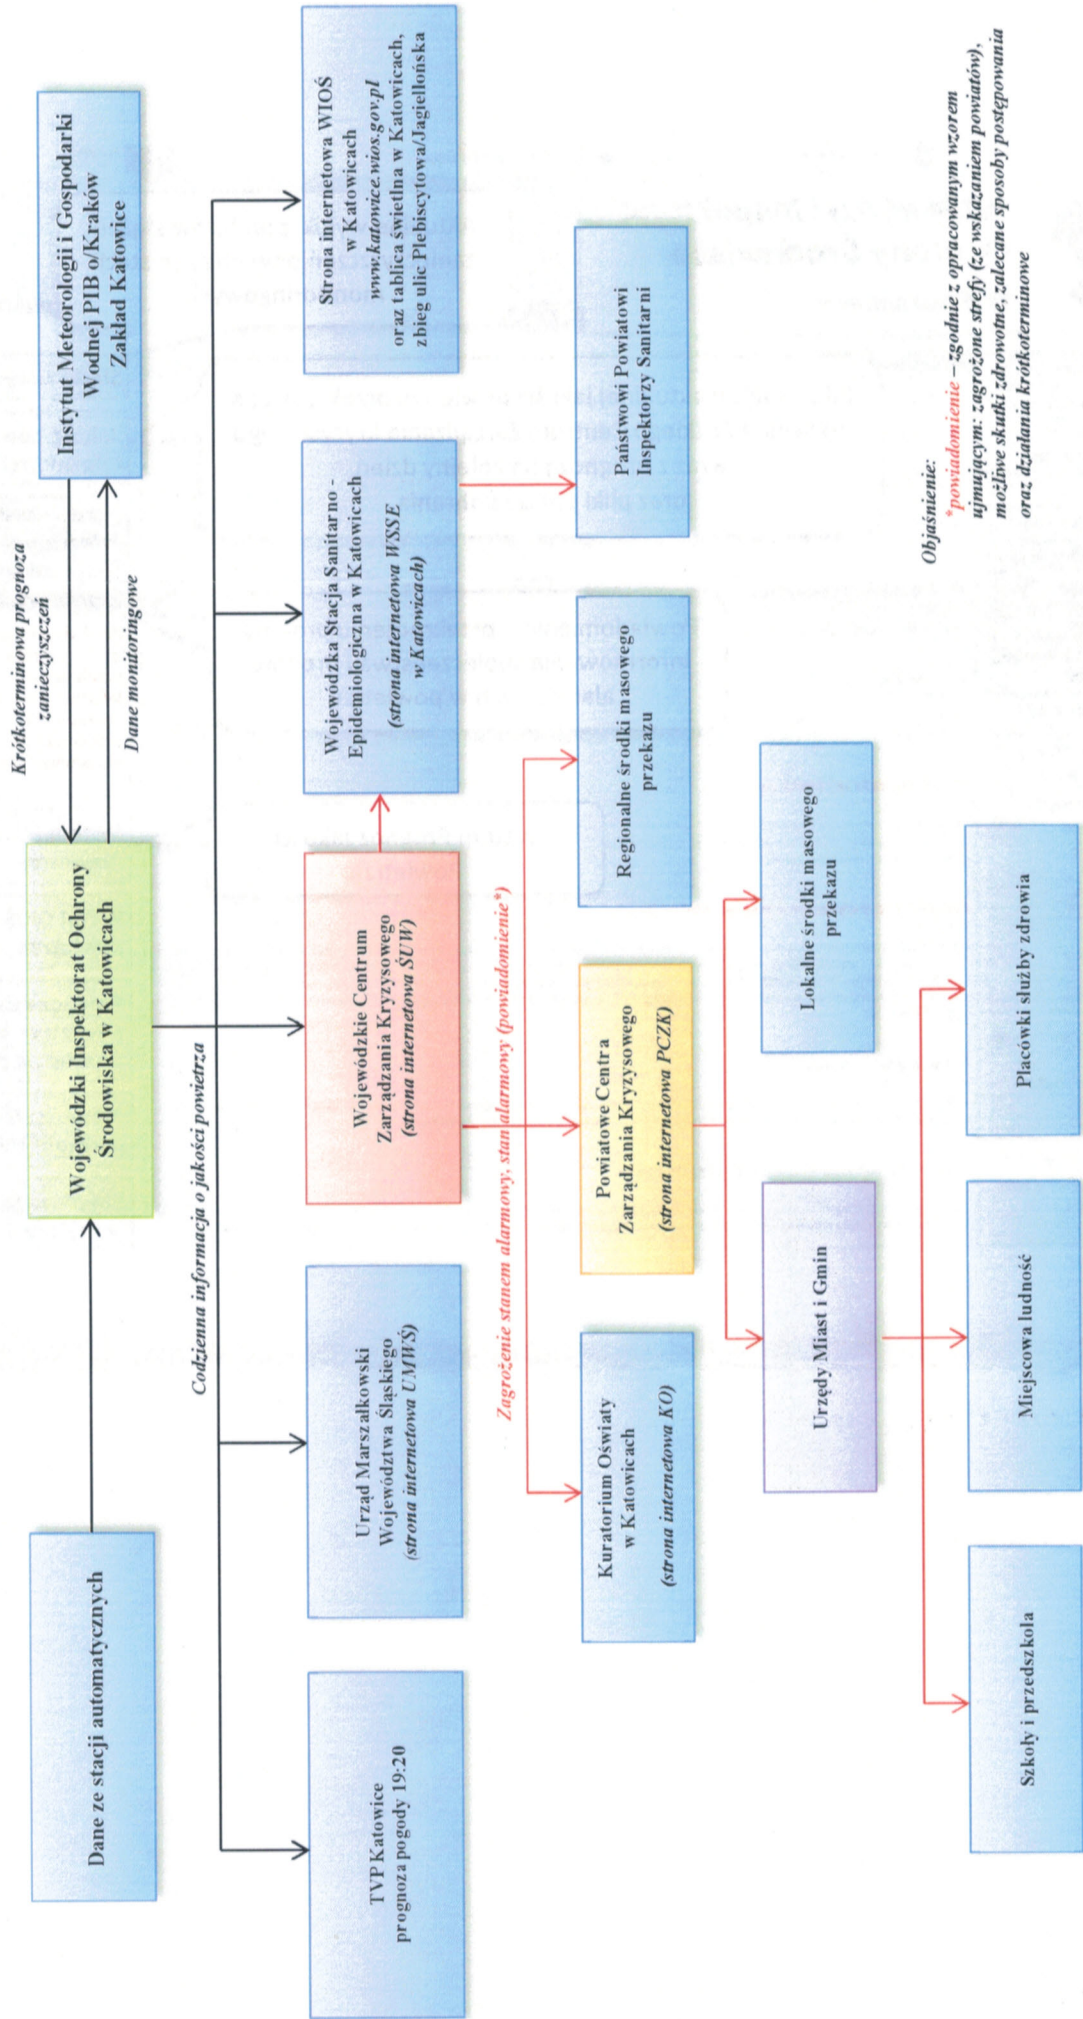 Dane ze stacji automatycznych
Wojewódzki Inspektorat Ochrony
Środowiska w Katowicach
Krótkoterminowa prognoza
zanieczyszczeń
Dane monitoringowe
Instytut Meteorologii i Gospodarki
Wodnej PIB o/Kraków
Zakład Katowice
Codzienna informacja o jakości powietrza
TVP Katowice
prognoza pogody 19:20
Urząd Marszałkowski
Województwa Śląskiego
(strona internetowa UMWŚ)
Wojewódzkie Centrum
Zarządzania Kryzysowego
(strona internetowa ŚUW)
Wojewódzka Stacja Sanitarno -
Epidemiologiczna w Katowicach
(strona internetowa WSSE
w Katowicach)
Strona internetowa WIOŚ
w Katowicach
www.katowice.wios.gov.pl
oraz tablica świetlna w Katowicach,
zbieg ulic Plebiscytowa/Jagiellońska
Zagrożenie stanem alarmowy, stan alarmowy (powiadomienie*)
Kuratorium Oświaty
w Katowicach
(strona internetowa KO)
Powiatowe Centra
Zarządzania Kryzysowego
(strona internetowa PCZK)
Regionalne środki masowego
przekazu
Państwowi Powiatowi
Inspektorzy Sanitarni
Urzędy Miast i Gmin
Lokalne środki masowego
przekazu
Szkoły i przedszkola
Miejscowa ludność
Placówki służby zdrowia
Objaśnienie:
*powiadomienie – zgodnie z opracowanym wzorem
ujmującym: zagrożone strefy (ze wskazaniem powiatów),
możliwe skutki zdrowotne, zalecane sposoby postępowania
oraz działania krótkoterminowe